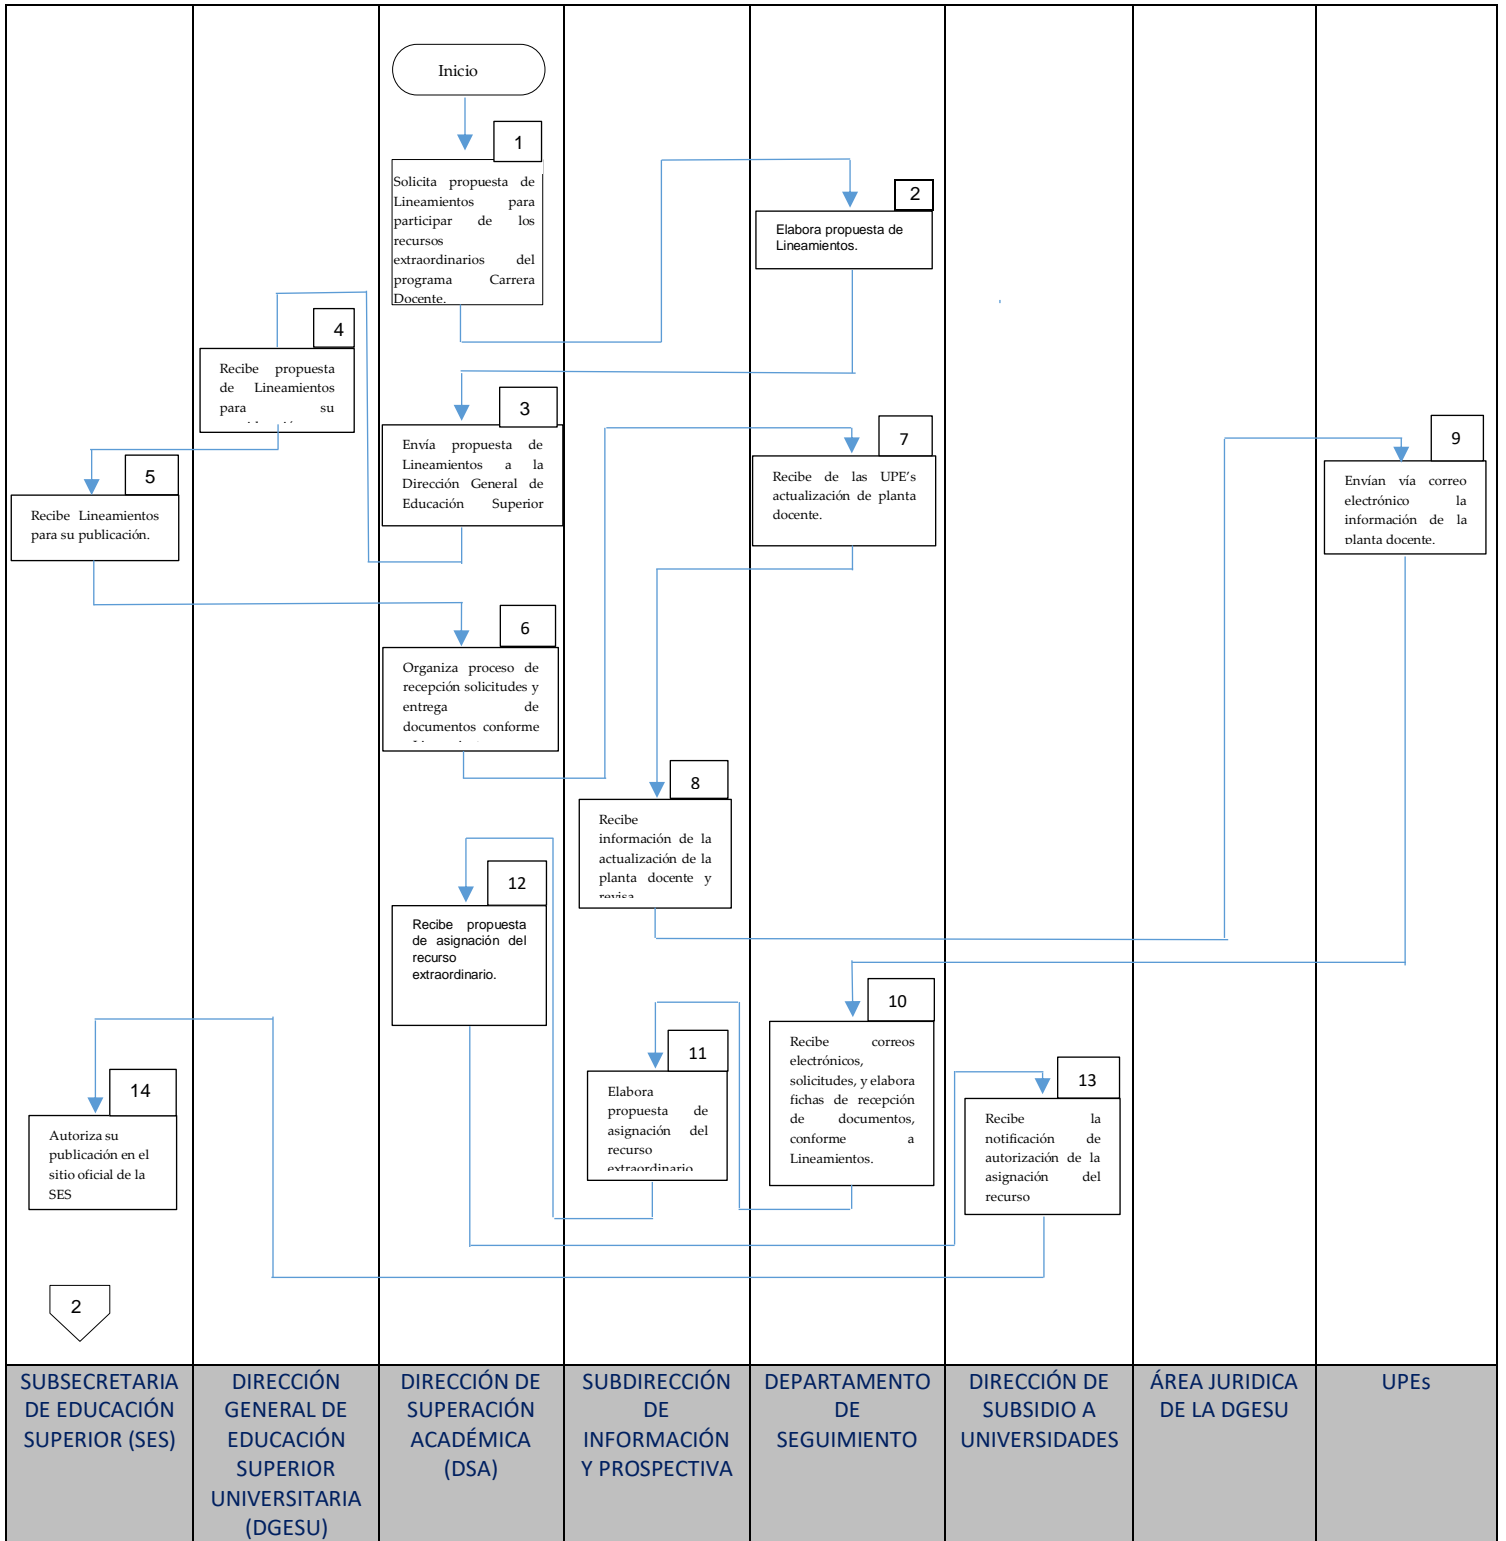 Inicio
1
Solicita propuesta de
Lineamientos para
participar de los
recursos
extraordinarios del
programa Carrera
Docente.
2
Elabora propuesta de
Lineamientos.
3
Envía propuesta de
Lineamientos a la
Dirección General de
Educación Superior
4
Recibe propuesta
de Lineamientos
para su
5
Recibe Lineamientos
para su publicación.
6
Organiza proceso de
recepción solicitudes y
entrega de
documentos conforme
7
Recibe de las UPE’s
actualización de planta
docente.
8
Recibe
información de la
actualización de la
planta docente y
revisa
9
Envían vía correo
electrónico la
información de la
planta docente.
10
Recibe correos
electrónicos,
solicitudes, y elabora
fichas de recepción
de documentos,
conforme a
Lineamientos.
11
Elabora
propuesta de
asignación del
recurso
extraordinario
12
Recibe propuesta
de asignación del
recurso
extraordinario.
13
Recibe la
notificación de
autorización de la
asignación del
recurso
14
Autoriza su
publicación en el
sitio oficial de la
SES
2
SUBSECRETARIA
DE EDUCACIÓN
SUPERIOR (SES)
DIRECCIÓN
GENERAL DE
EDUCACIÓN
SUPERIOR
UNIVERSITARIA
(DGESU)
DIRECCIÓN DE
SUPERACIÓN
ACADÉMICA
(DSA)
SUBDIRECCIÓN
DE
INFORMACIÓN
Y PROSPECTIVA
DEPARTAMENTO
DE
SEGUIMIENTO
DIRECCIÓN DE
SUBSIDIO A
UNIVERSIDADES
ÁREA JURIDICA
DE LA DGESU
UPEs